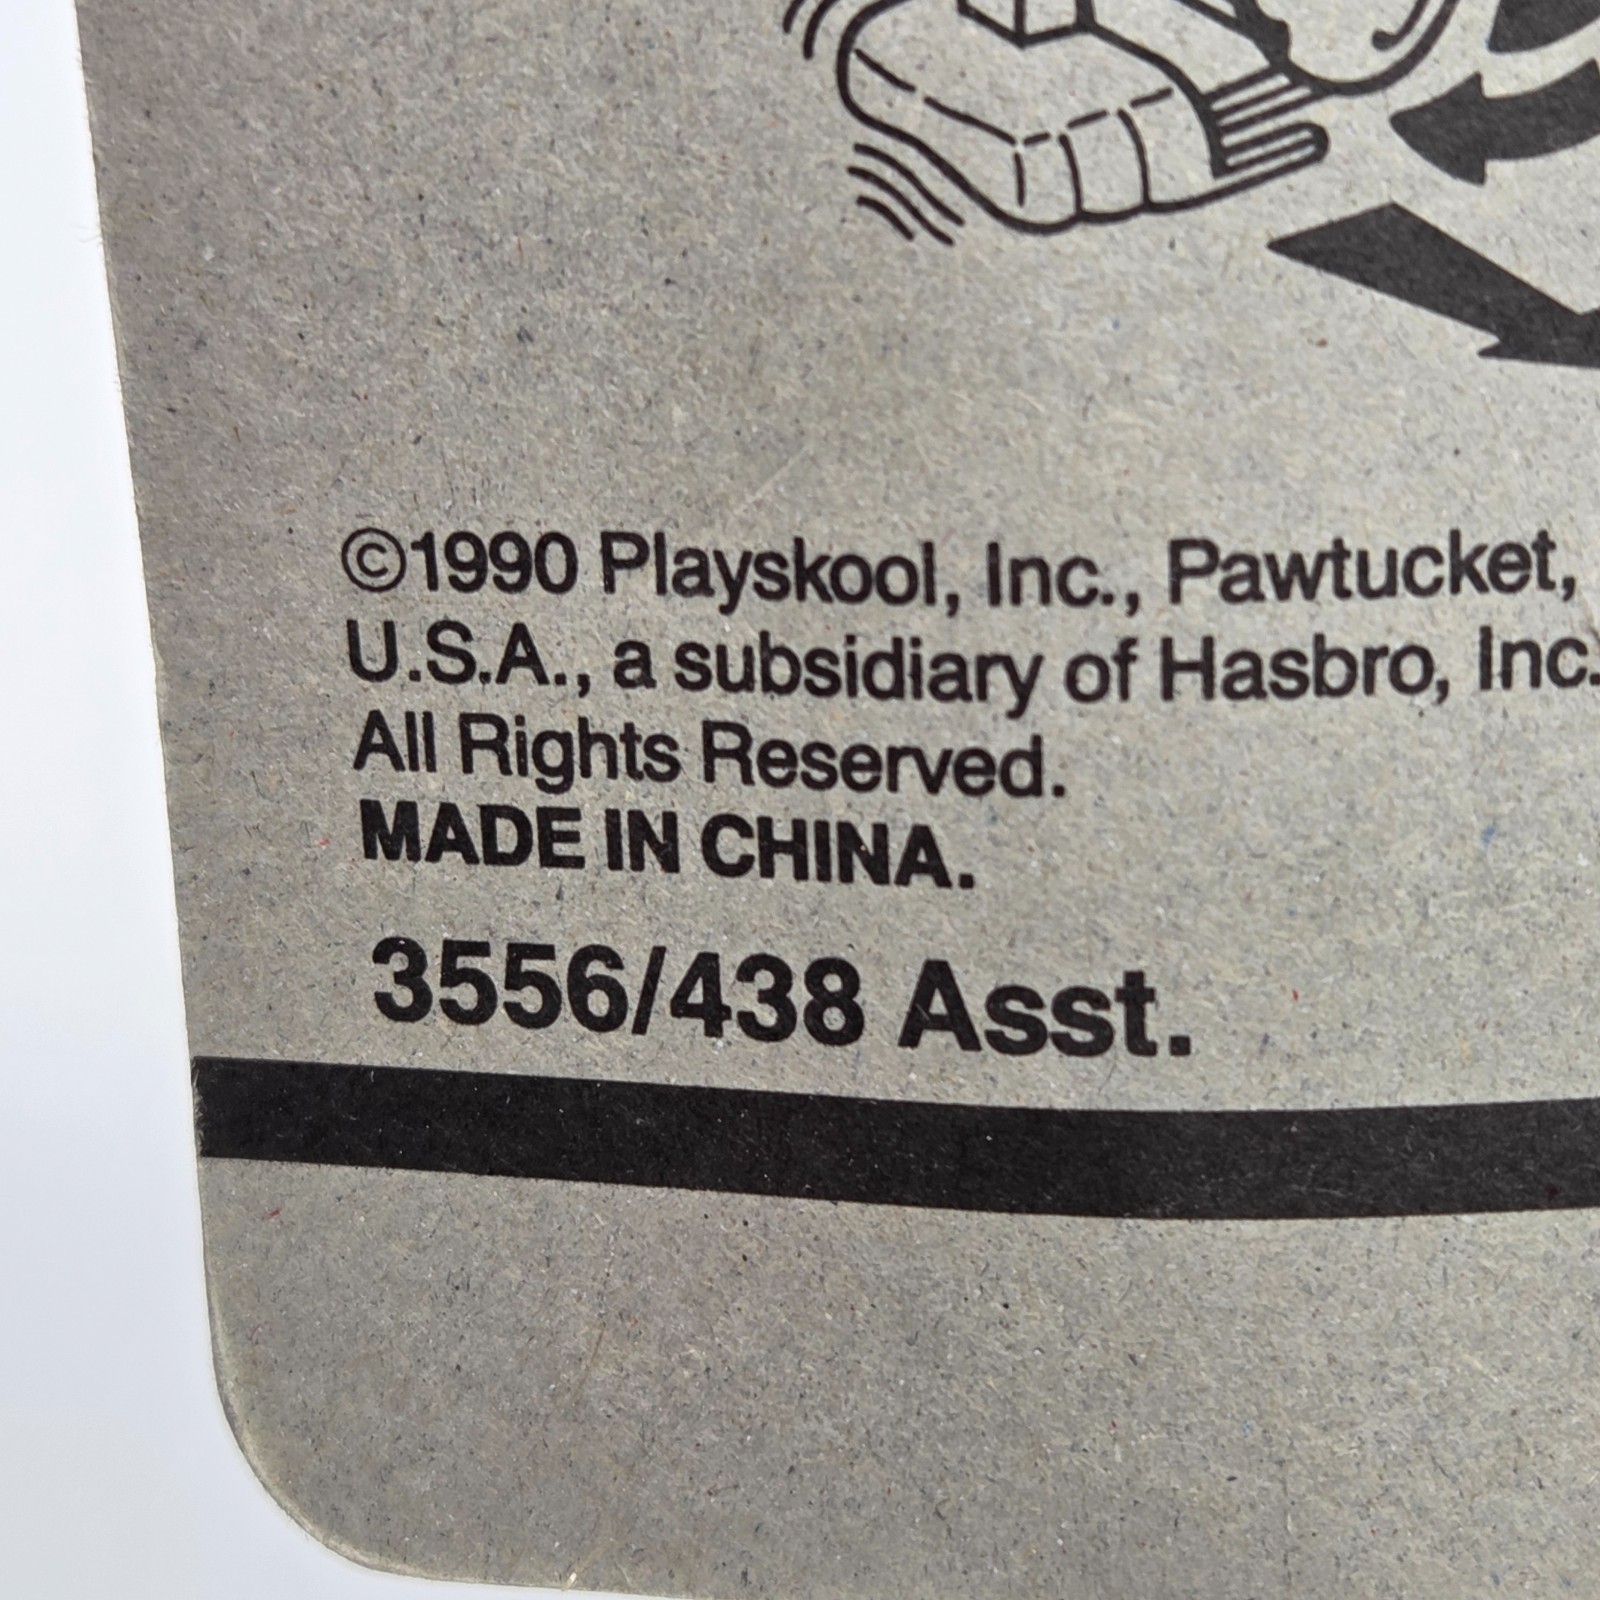 ©1990 Playskool, Inc., Pawtucket,
U.S.A., a subsidiary of Hasbro, Inc.
All Rights Reserved.
MADE IN CHINA.
3556/438 Asst.